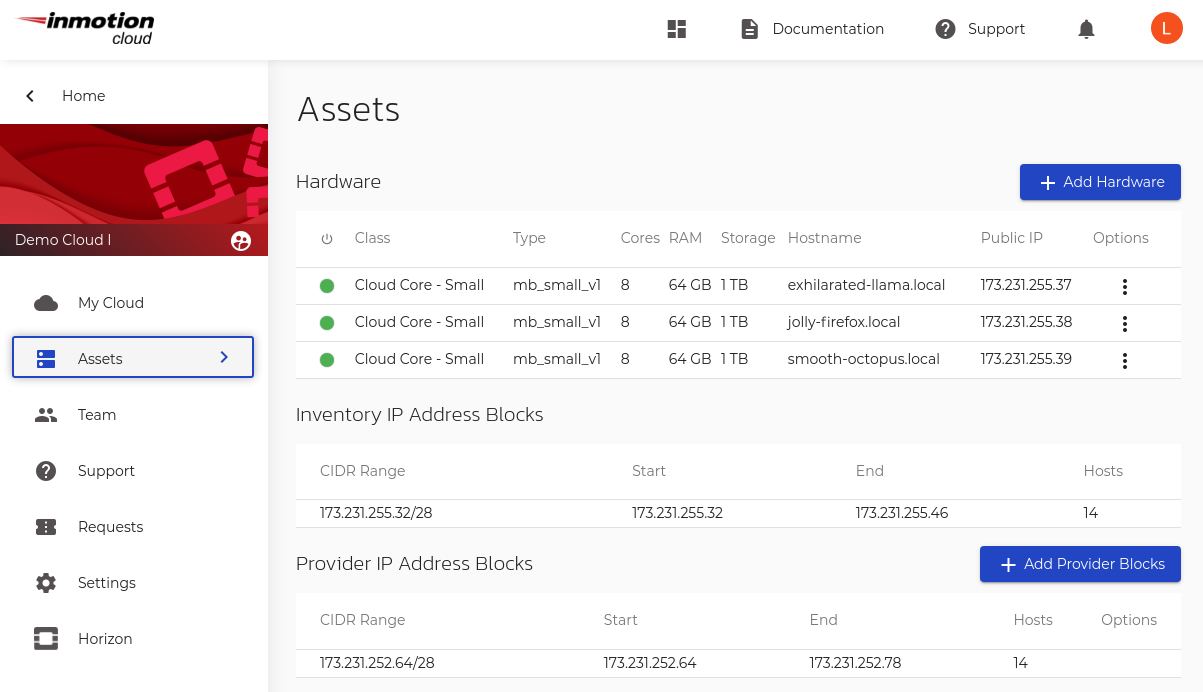 inmotion
cloud
Documentation
Support
L
Home
Demo Cloud I
My Cloud
Assets
Team
Support
Requests
Settings
Horizon
Assets
Hardware
Add Hardware
Class Type Cores RAM Storage Hostname Public IP Options
Cloud Core - Small mb_small_v1 8 64 GB 1 TB exhilarated-llama.local 173.231.255.37
Cloud Core - Small mb_small_v1 8 64 GB 1 TB jolly-firefox.local 173.231.255.38
Cloud Core - Small mb_small_v1 8 64 GB 1 TB smooth-octopus.local 173.231.255.39
Inventory IP Address Blocks
CIDR Range Start End Hosts
173.231.255.32/28 173.231.255.32 173.231.255.46 14
Provider IP Address Blocks
Add Provider Blocks
CIDR Range Start End Hosts Options
173.231.252.64/28 173.231.252.64 173.231.252.78 14